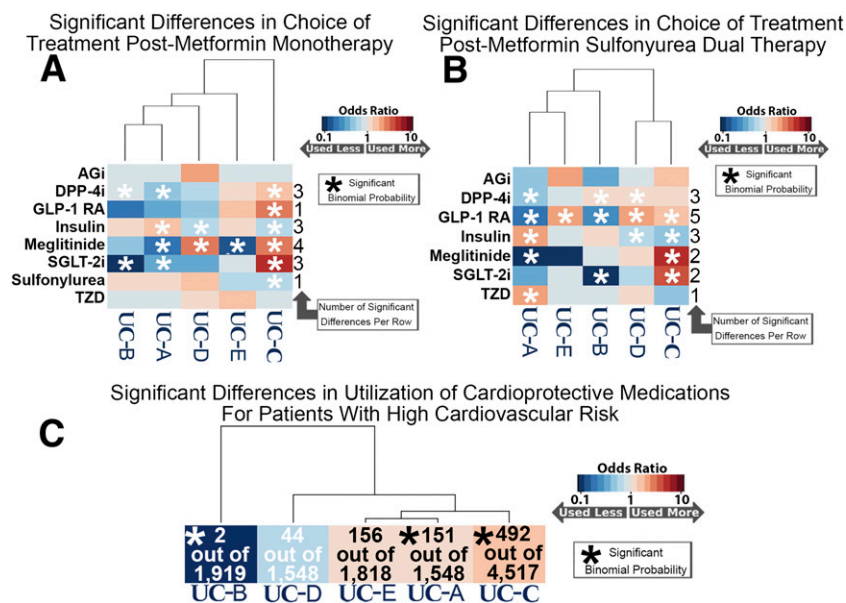 Significant Differences in Choice of
Treatment Post-Metformin Monotherapy
A
Odds Ratio
0.1 1 10
Used Less Used More
* Significant
Binomial Probability
AGi
DPP-4i * * * 3
GLP-1 RA * 1
Insulin * * * 3
Meglitinide * * * * 4
SGLT-2i * * * 3
Sulfonylurea * 1
TZD
Number of Significant
Differences Per Row
UC-B UC-A UC-D UC-E UC-C
Significant Differences in Choice of Treatment
Post-Metformin Sulfonyurea Dual Therapy
B
Odds Ratio
0.1 1 10
Used Less Used More
* Significant
Binomial Probability
AGi
DPP-4i * * * 3
GLP-1 RA * * * * * 5
Insulin * * * 3
Meglitinide * * 2
SGLT-2i * * 2
TZD * 1
Number of Significant
Differences Per Row
UC-A UC-E UC-B UC-D UC-C
Significant Differences in Utilization of Cardioprotective Medications
For Patients With High Cardiovascular Risk
C
Odds Ratio
0.1 1 10
Used Less Used More
* Significant
Binomial Probability
* 2 44 156 * 151 * 492
out of out of out of out of out of
1,919 1,548 1,818 1,548 4,517
UC-B UC-D UC-E UC-A UC-C